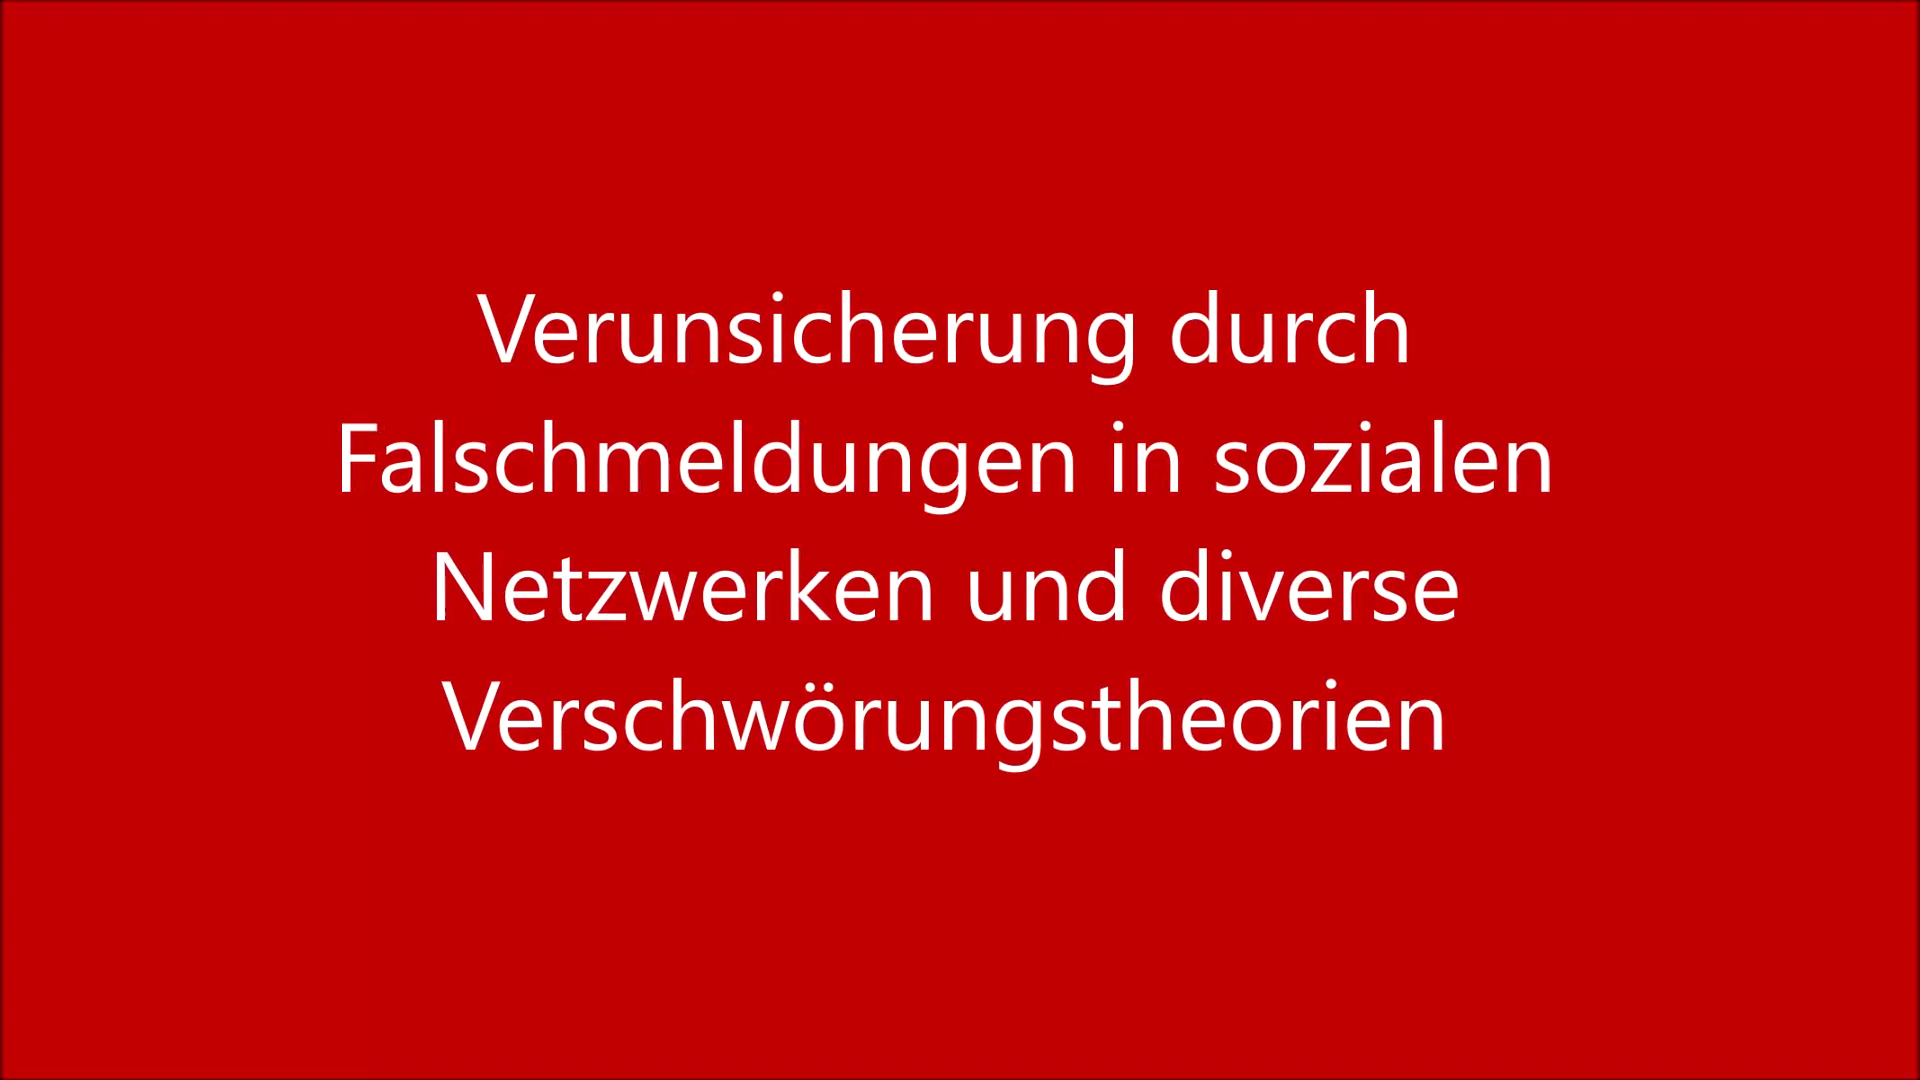 Verunsicherung durch
Falschmeldungen in sozialen
Netzwerken und diverse
Verschwörungstheorien